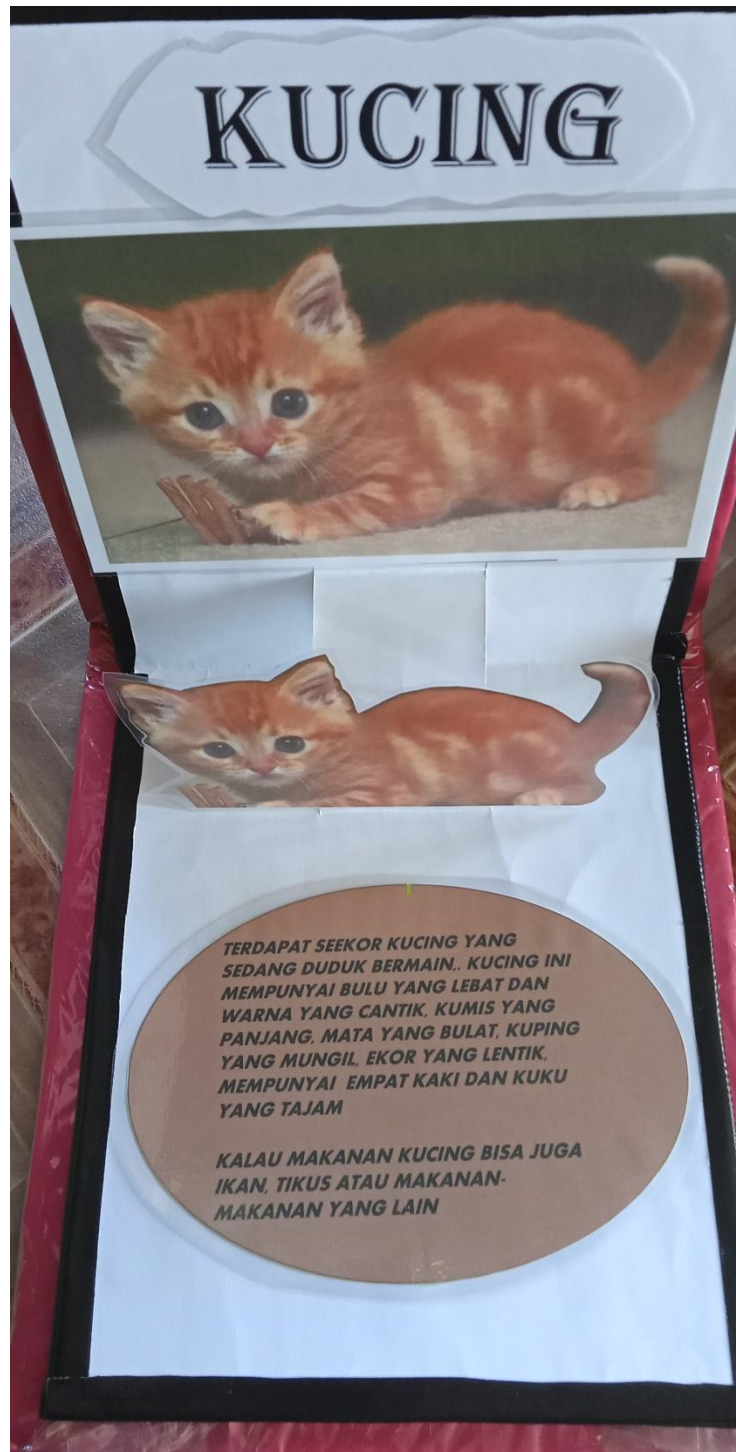 KUCING
TERDAPAT SEEKOR KUCING YANG
SEDANG DUDUK BERMAIN,. KUCING INI
MEMPUNYAI BULU YANG LEBAT DAN
WARNA YANG CANTIK, KUMIS YANG
PANJANG, MATA YANG BULAT, KUPING
YANG MUNGIL, EKOR YANG LENTIK,
MEMPUNYAI EMPAT KAKI DAN KUKU
YANG TAJAM
KALAU MAKANAN KUCING BISA JUGA
IKAN, TIKUS ATAU MAKANAN-
MAKANAN YANG LAIN